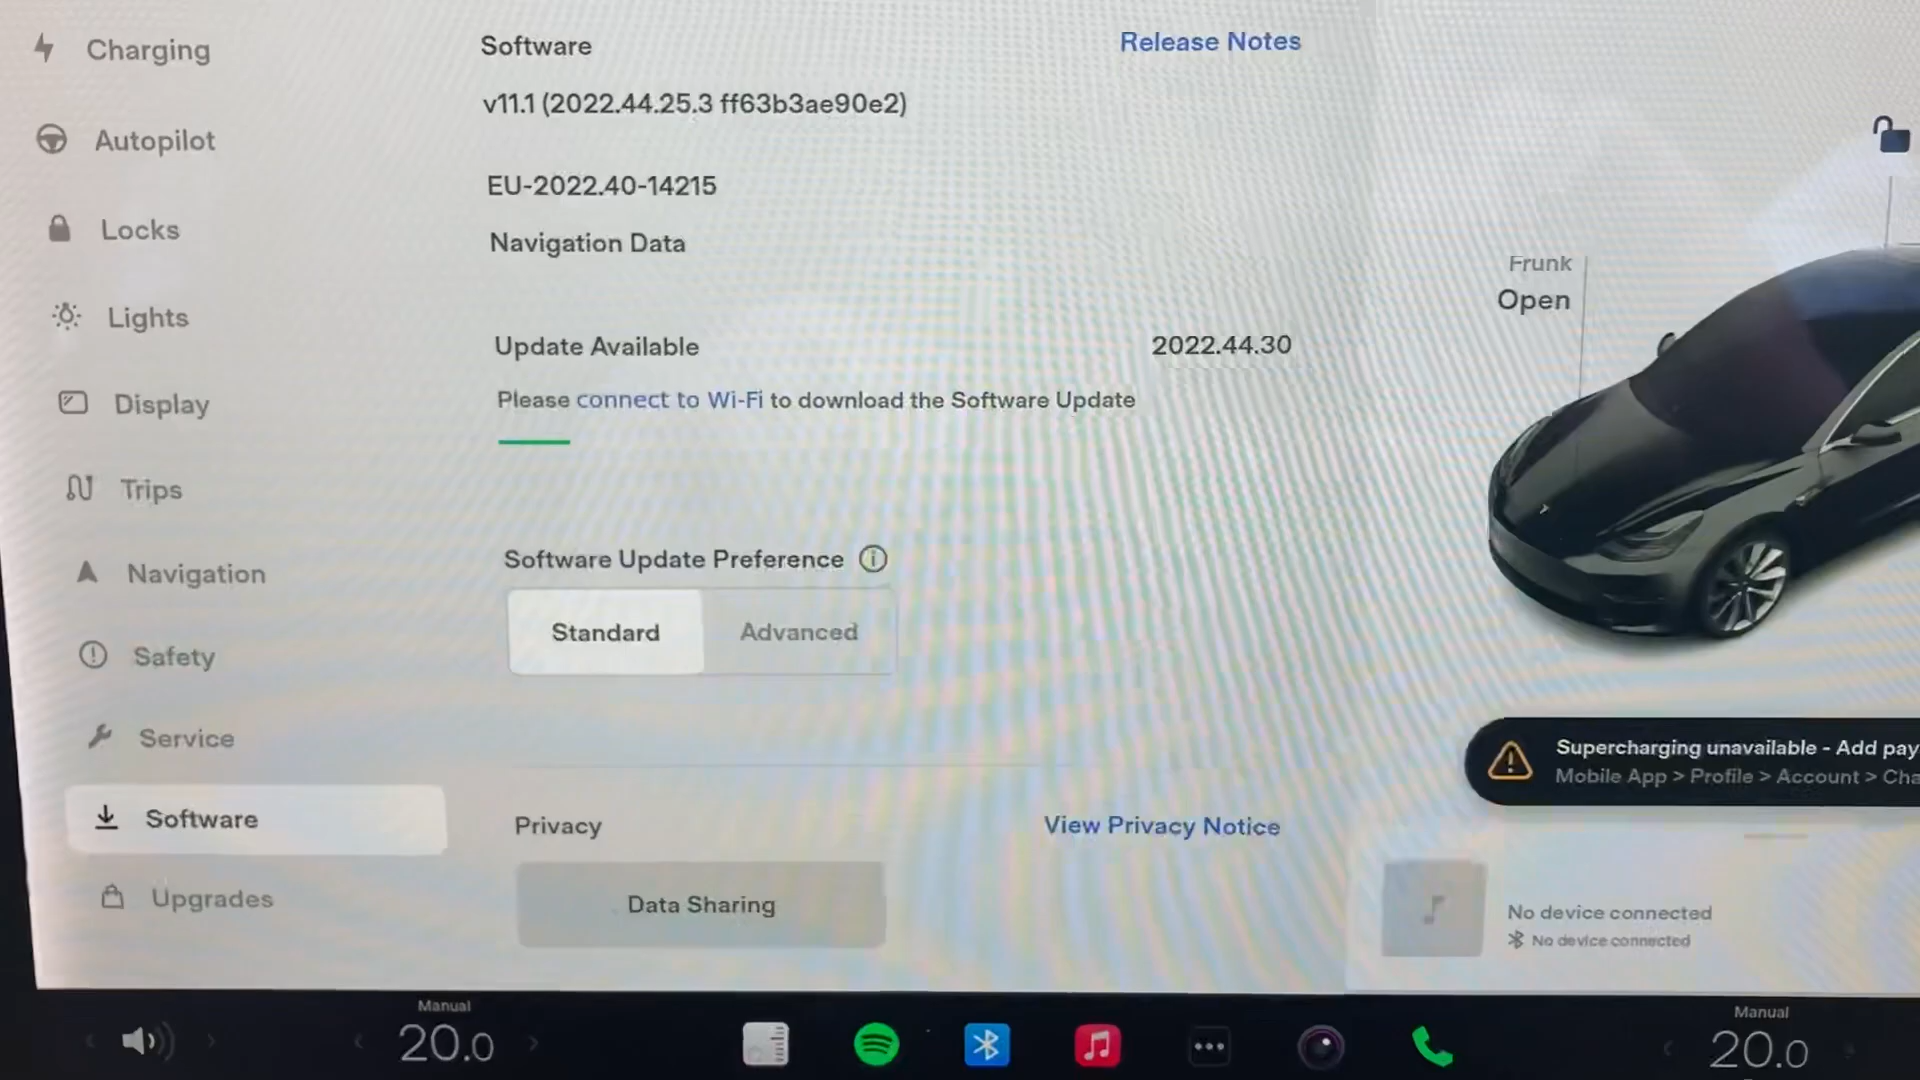 Charging
Autopilot
Locks
Lights
Display
Trips
Navigation
Safety
Service
Software
Upgrades
Software
Release Notes
v11.1 (2022.44.25.3 ff63b3ae90e2)
EU-2022.40-14215
Navigation Data
Update Available
2022.44.30
Please connect to Wi-Fi to download the Software Update
Software Update Preference
Standard
Advanced
Privacy
View Privacy Notice
Data Sharing
Frunk
Open
Supercharging unavailable - Add pay
Mobile App > Profile > Account > Cha
No device connected
No device connected
Manual
20.0
Manual
20.0